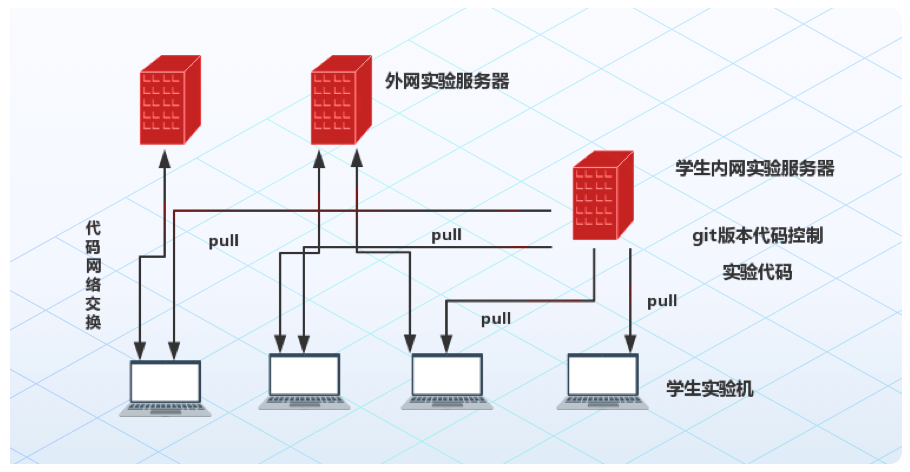 外网实验服务器
学生内网实验服务器
代码网络交换
pull
pull
git版本代码控制
实验代码
pull
pull
学生实验机